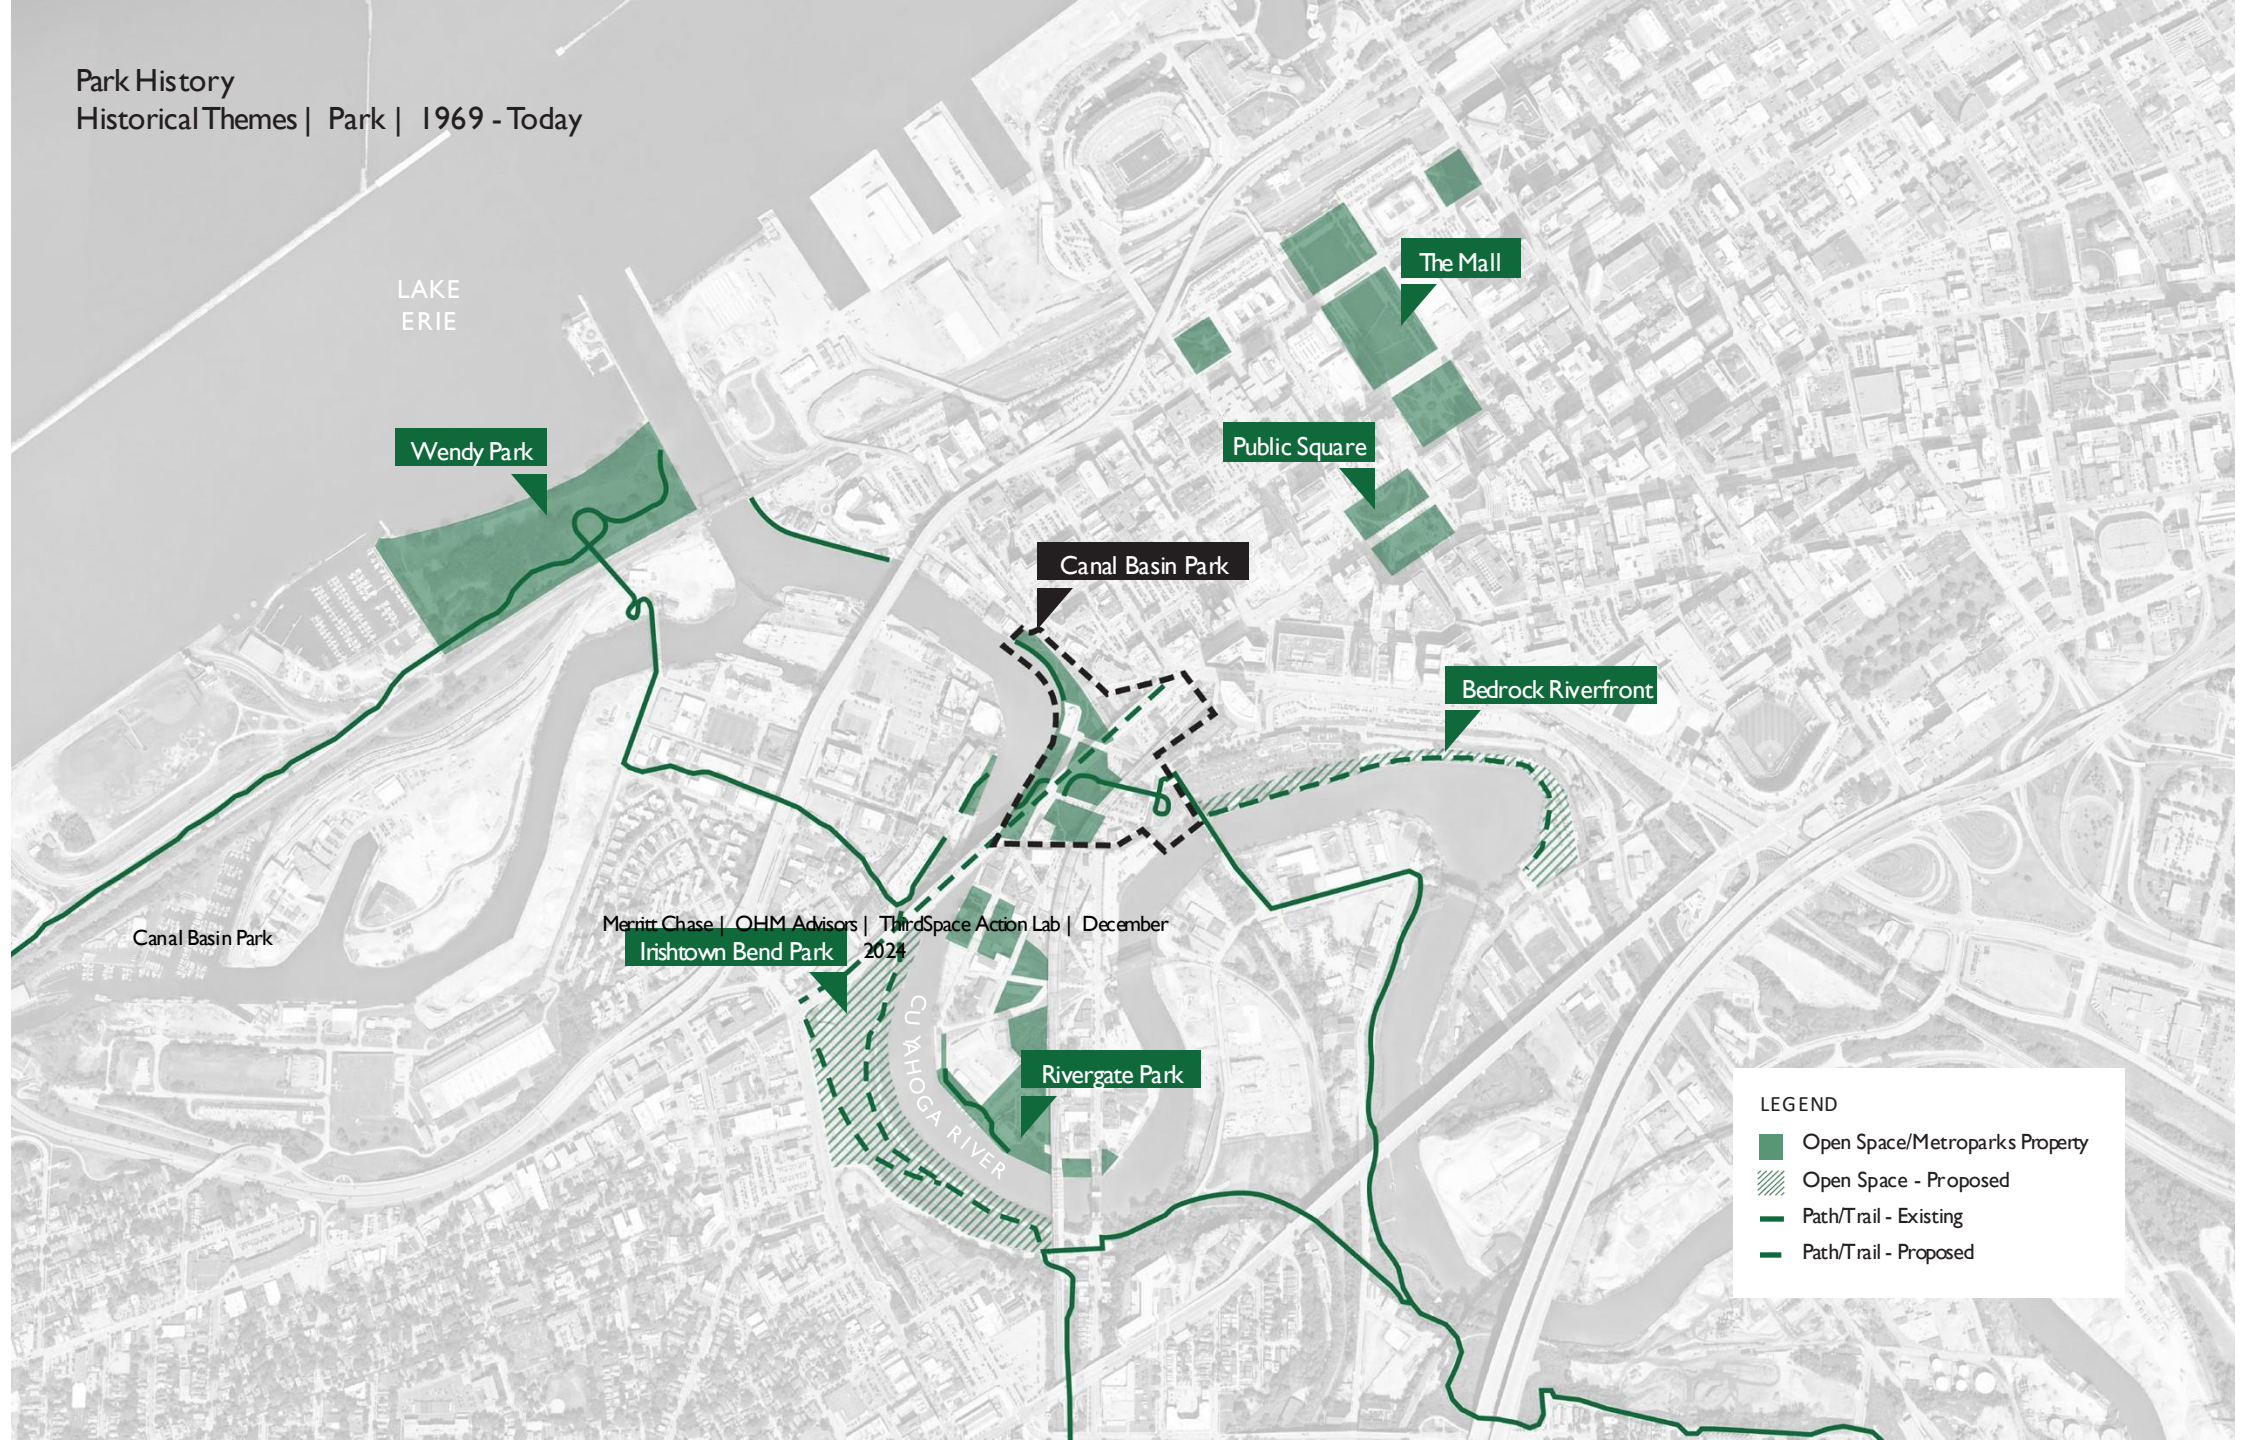 Park History
Historical Themes | Park | 1969 - Today
LAKE
ERIE
The Mall
Wendy Park
Public Square
Canal Basin Park
Bedrock Riverfront
Merritt Chase | OHM Advisors | ThirdSpace Action Lab | December
2024
Canal Basin Park
Irishtown Bend Park
CUYAHOGA RIVER
Rivergate Park
LEGEND
Open Space/Metroparks Property
Open Space - Proposed
Path/Trail - Existing
Path/Trail - Proposed